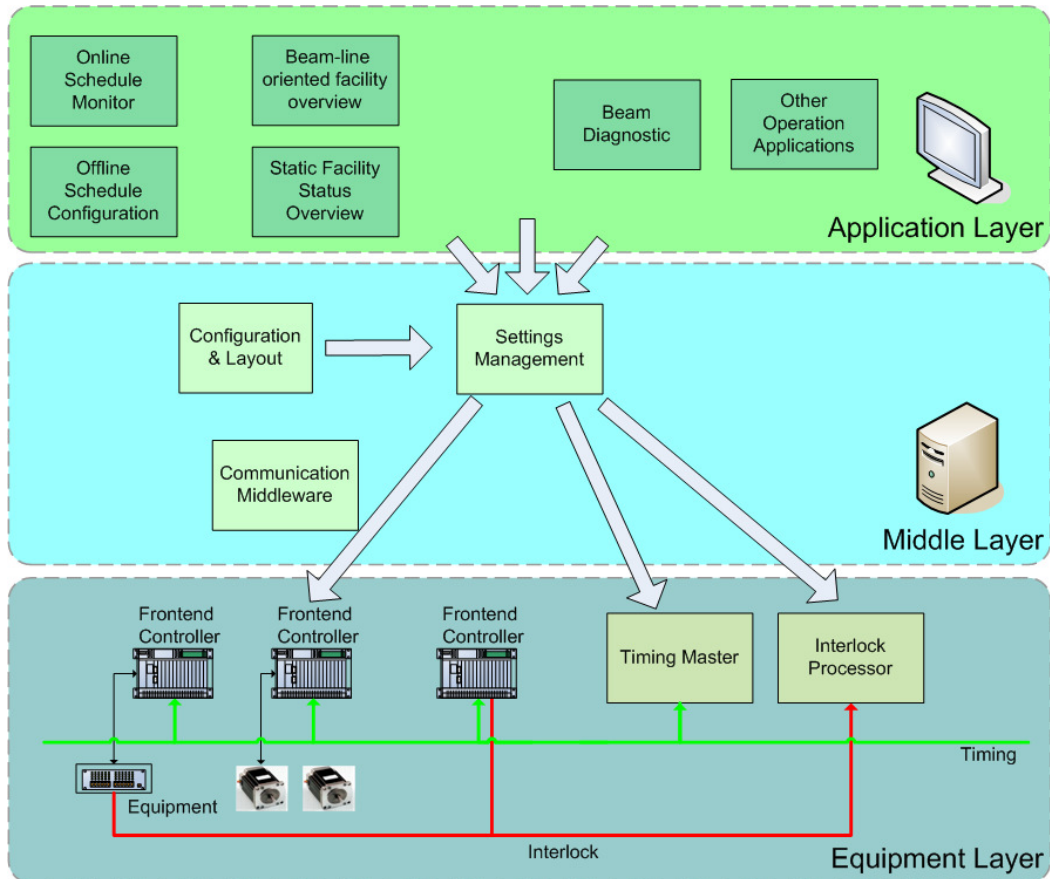 Online
Schedule
Monitor
Beam-line
oriented facility
overview
Beam
Diagnostic
Other
Operation
Applications
Offline
Schedule
Configuration
Static Facility
Status
Overview
Application Layer
Configuration
& Layout
Settings
Management
Communication
Middleware
Middle Layer
Frontend
Controller
Frontend
Controller
Frontend
Controller
Timing Master
Interlock
Processor
Timing
Equipment
Interlock
Equipment Layer